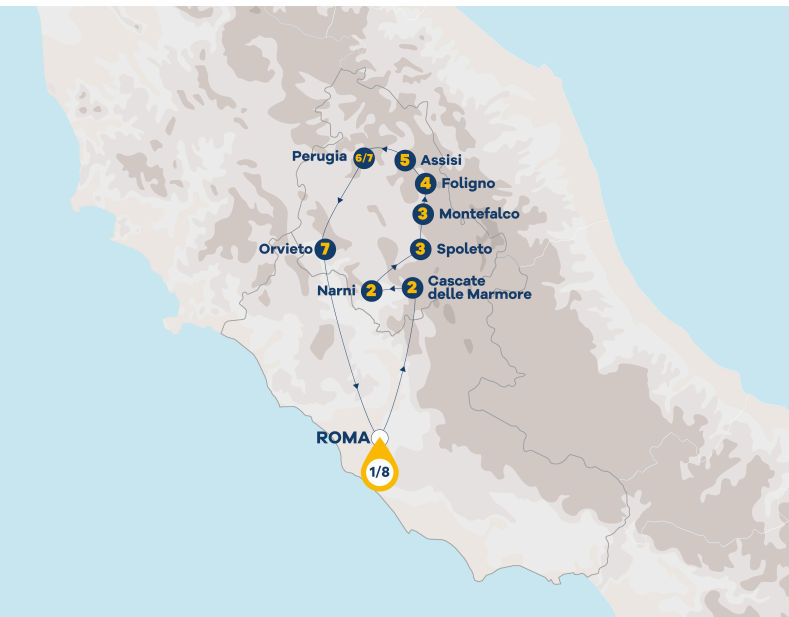 Perugia 6/7
5 Assisi
4 Foligno
3 Montefalco
Orvieto 7
3 Spoleto
Narni 2
2 Cascate
delle Marmore
ROMA
1/8